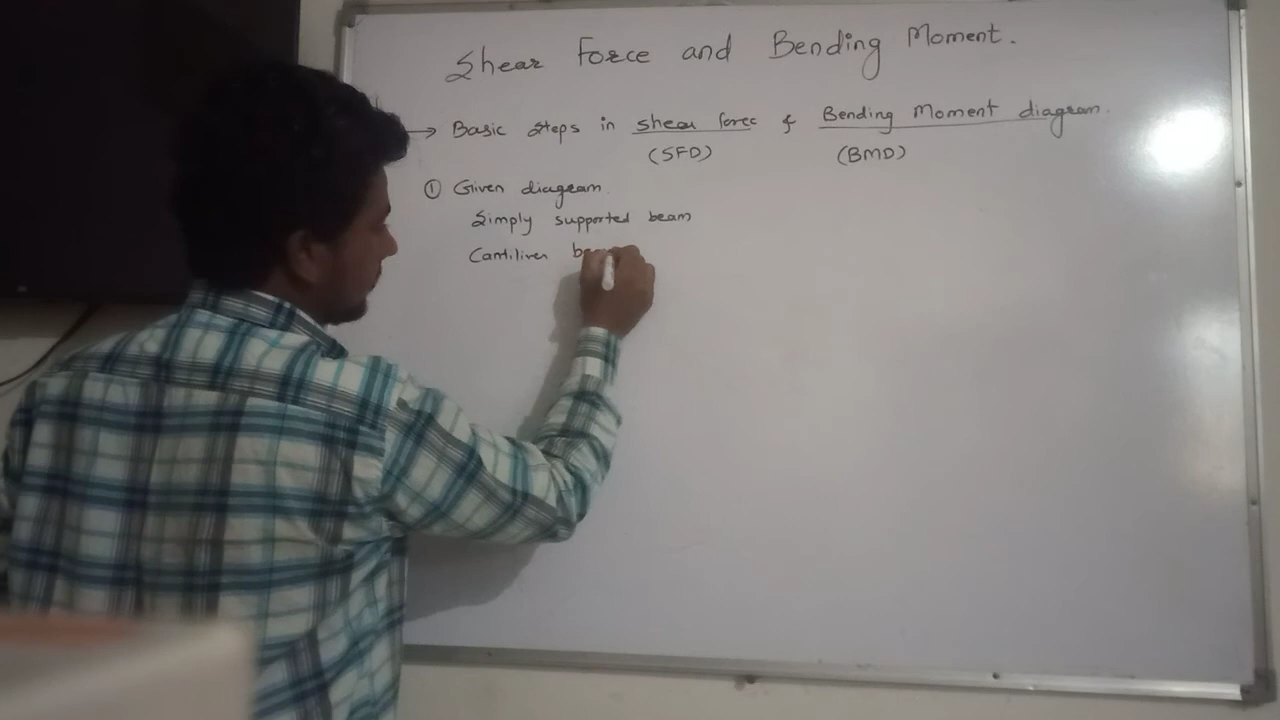 Shear Force and Bending Moment.
→ Basic Steps in shear force & Bending Moment diagram.
(SFD) (BMD)
① Given diagram.
Simply supported beam
Cantiliver